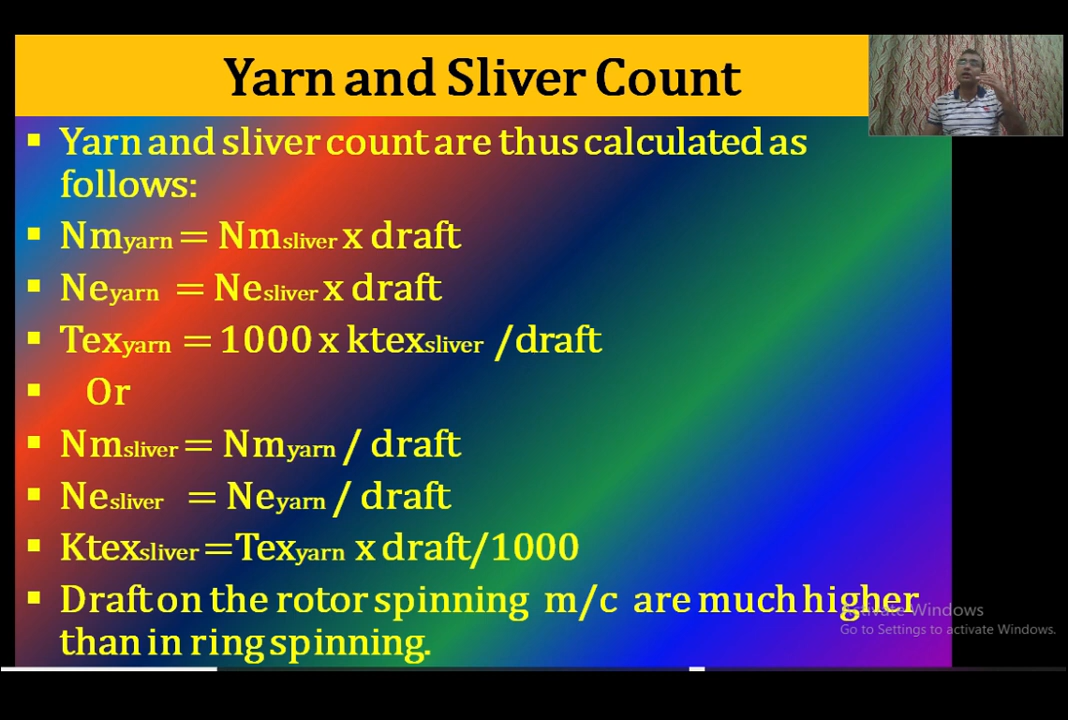 Yarn and Sliver Count
▪ Yarn and sliver count are thus calculated as
follows:
▪ Nmyarn = Nmsliver x draft
▪ Neyarn = Nesliver x draft
▪ Texyarn = 1000 x ktexsliver /draft
▪ Or
▪ Nmsliver = Nmyarn / draft
▪ Nesliver = Neyarn / draft
▪ Ktexsliver =Texyarn x draft/1000
▪ Draft on the rotor spinning m/c are much higher
than in ring spinning.
Activate Windows
Go to Settings to activate Windows.